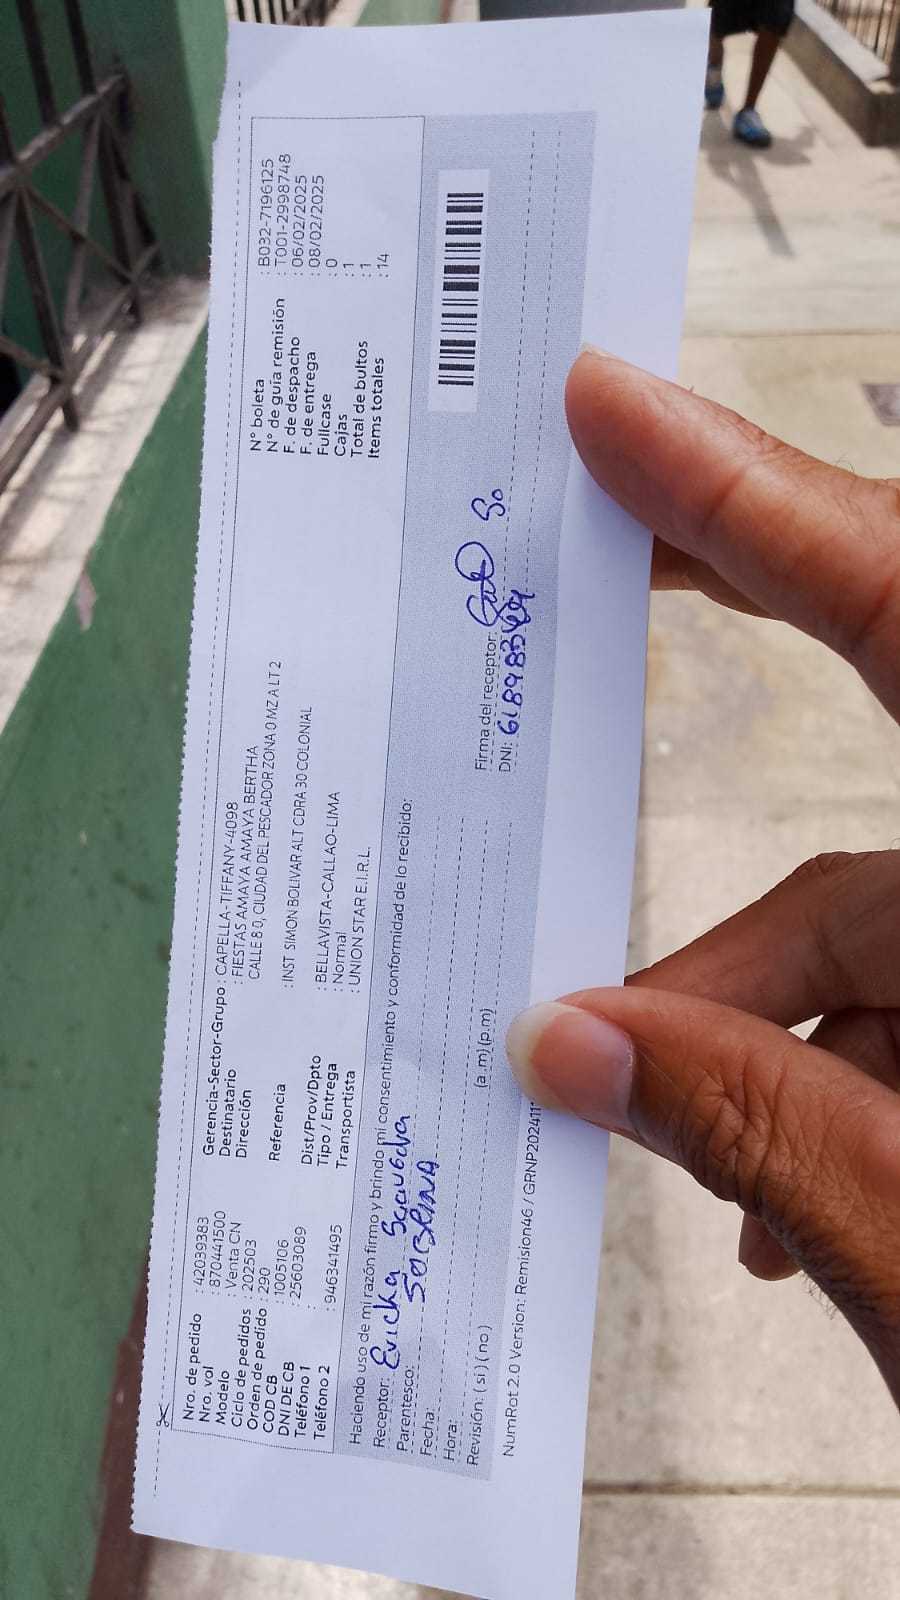 Nro. de pedido : 42039383
Nro. vol : 870441500
Modelo : Venta CN
Ciclo de pedidos : 202503
Orden de pedido : 290
COD CB : 1005106
DNI DE CB : 25603089
Teléfono 1 :
Teléfono 2 : 946341495
Gerencia-Sector-Grupo : CAPELLA-TIFFANY-4098
Destinatario : FIESTAS AMAYA AMAYA BERTHA
Dirección CALLE 8 0, CIUDAD DEL PESCADOR ZONA 0 MZ A LT 2
Referencia : INST SIMON BOLIVAR ALT CDRA 30 COLONIAL
Dist/Prov/Dpto : BELLAVISTA-CALLAO-LIMA
Tipo / Entrega : Normal
Transportista : UNION STAR E.I.R.L.
N° boleta : B032-7196125
N° de guía remisión : T001-2998748
F. de despacho : 06/02/2025
F. de entrega : 08/02/2025
Fullcase : 0
Cajas : 1
Total de bultos : 1
Items totales : 14
Haciendo uso de mi razón firmo y brindo mi consentimiento y conformidad de lo recibido:
Receptor: Ericka Saavedra
Parentesco: SOBRINA
Fecha:
Hora: (a.m) (p.m)
Revisión: ( si ) ( no )
Firma del receptor:
DNI:
NumRot 2.0 Version: Remision46 / GRNP202411